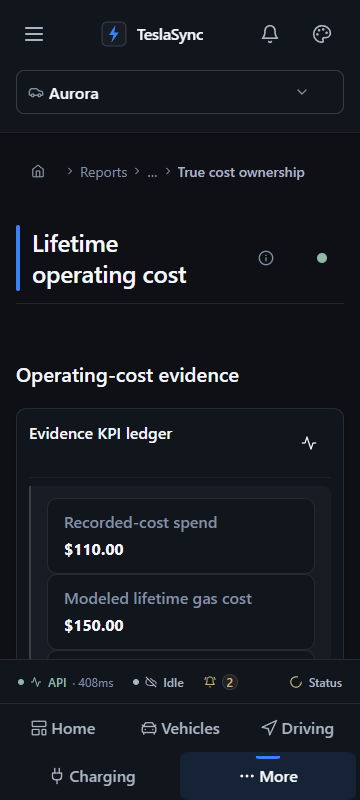 TeslaSync
Aurora
Reports > ... > True cost ownership
Lifetime
operating cost
Operating-cost evidence
Evidence KPI ledger
Recorded-cost spend
$110.00
Modeled lifetime gas cost
$150.00
API · 408ms Idle 2 Status
Home Vehicles Driving
Charging ··· More